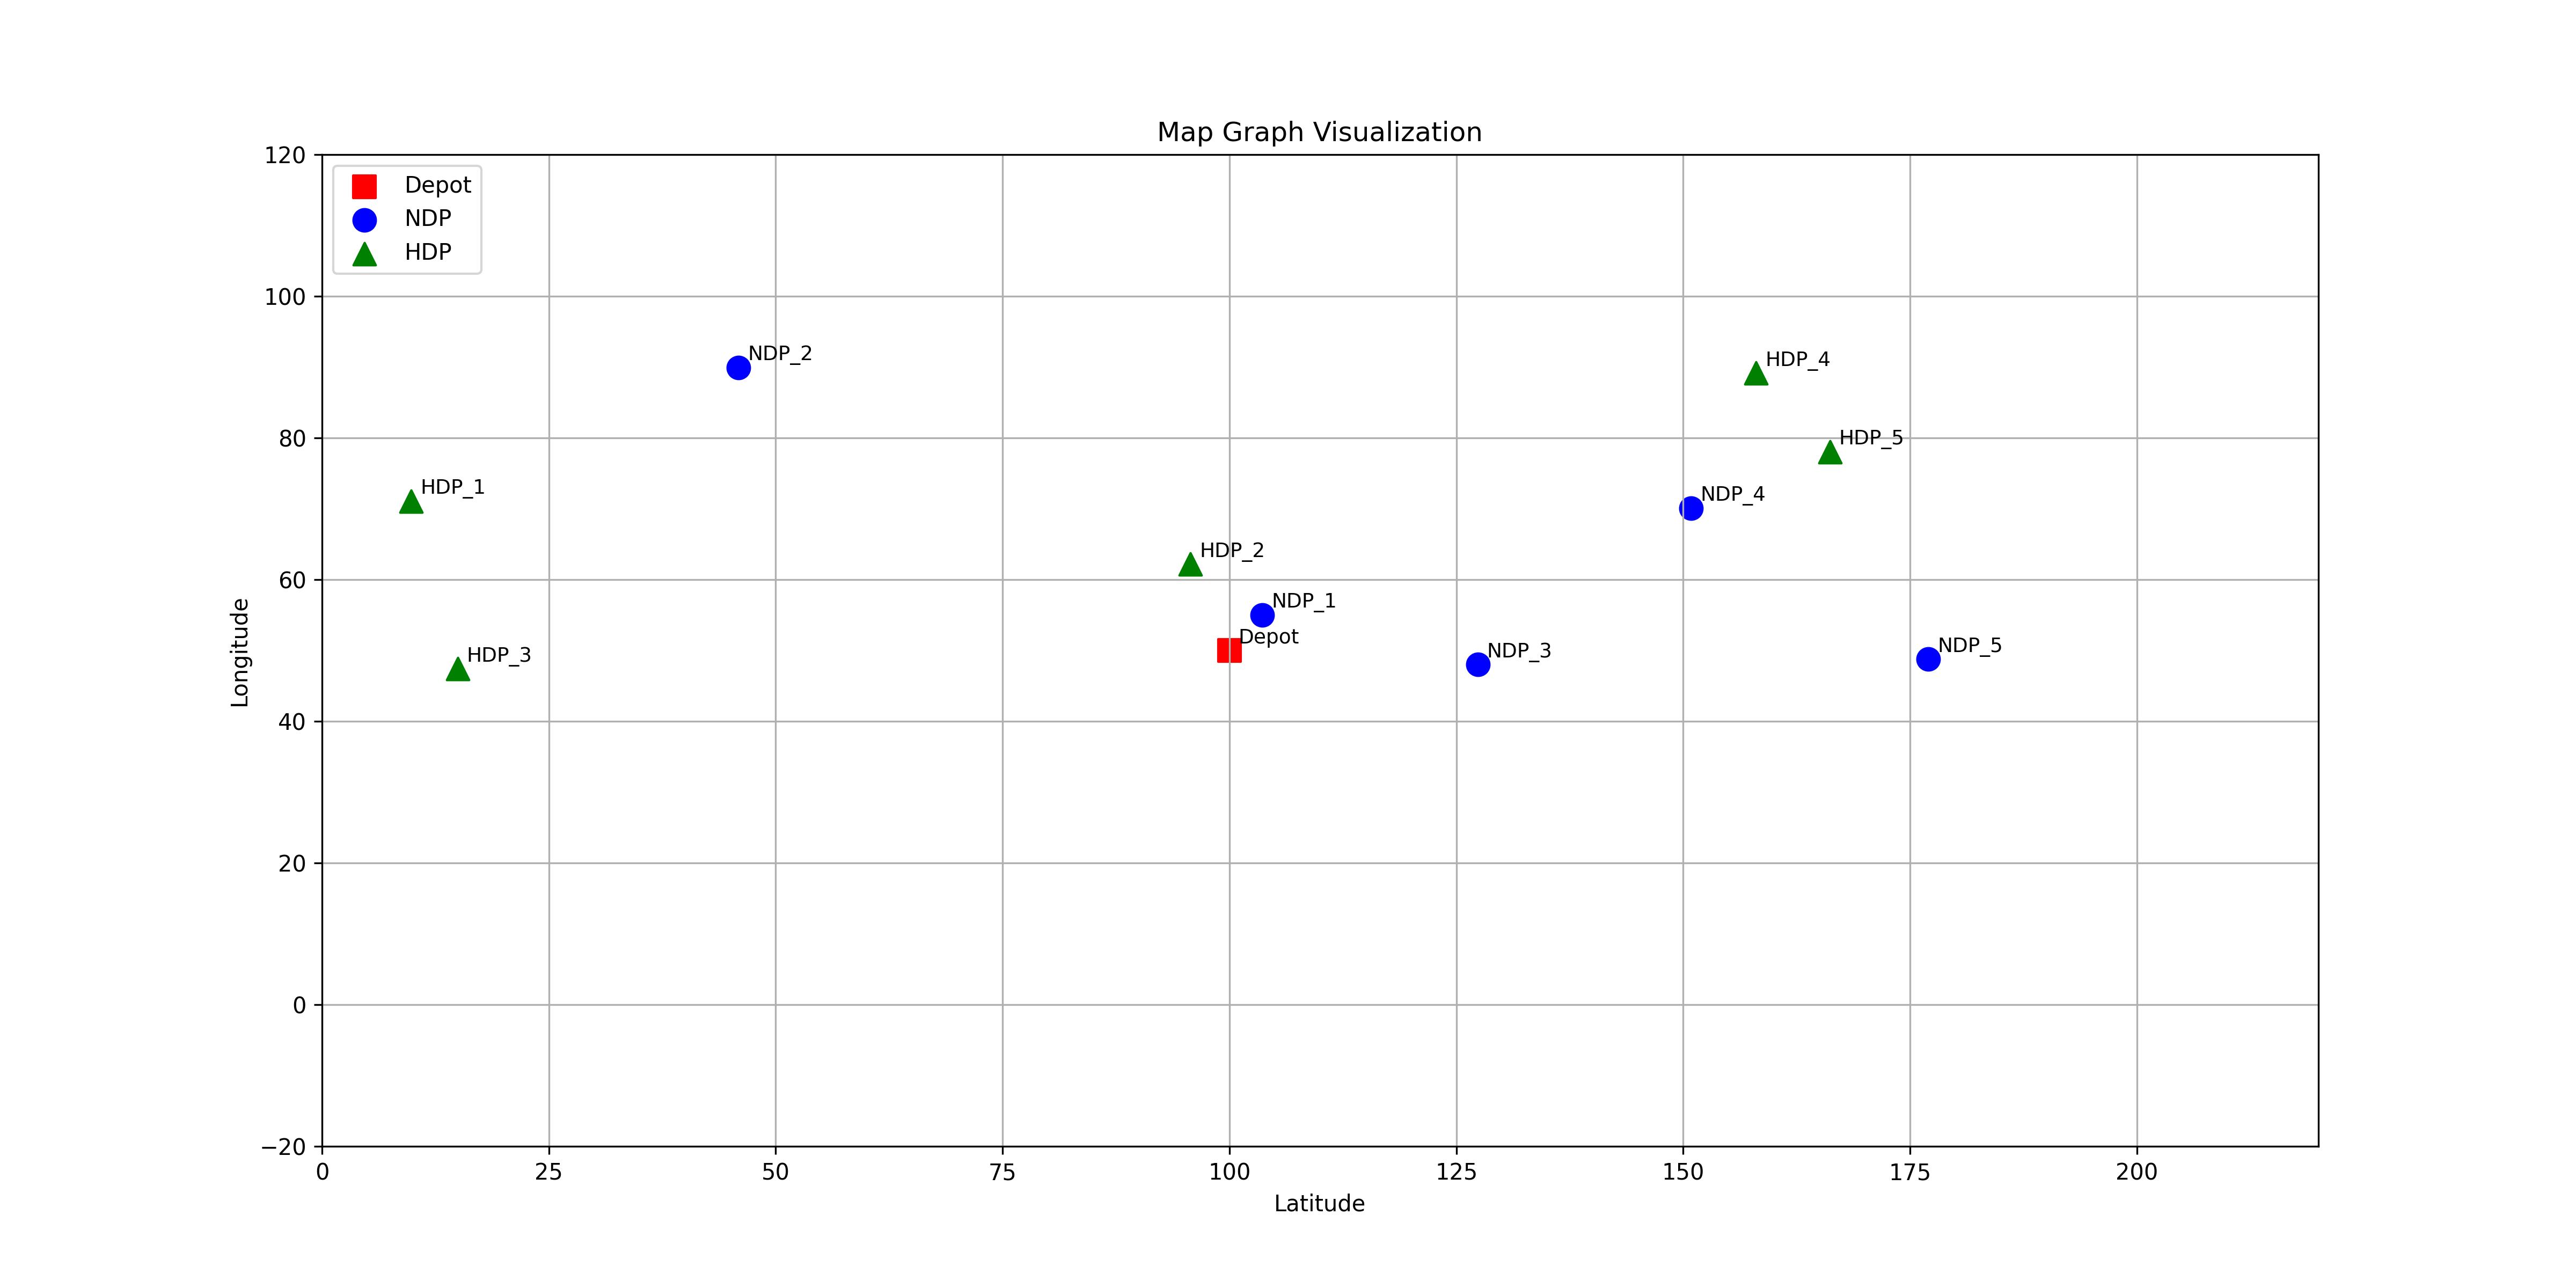 Map Graph Visualization
120
100
80
60
40
20
0
−20
Longitude
Depot
NDP
HDP
NDP_2
HDP_4
HDP_5
HDP_1
NDP_4
HDP_2
NDP_1
Depot
NDP_3
NDP_5
HDP_3
0 25 50 75 100 125 150 175 200
Latitude